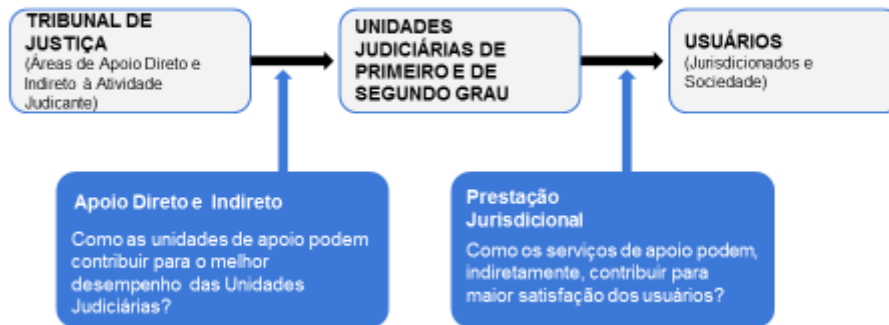 TRIBUNAL DE
JUSTIÇA
(Áreas de Apoio Direto e
Indireto à Atividade
Judicante)
UNIDADES
JUDICIÁRIAS DE
PRIMEIRO E DE
SEGUNDO GRAU
USUÁRIOS
(Jurisdicionados e
Sociedade)
Apoio Direto e Indireto
Como as unidades de apoio podem
contribuir para o melhor
desempenho das Unidades
Judiciárias?
Prestação
Jurisdicional
Como os serviços de apoio podem,
indiretamente, contribuir para
maior satisfação dos usuários?